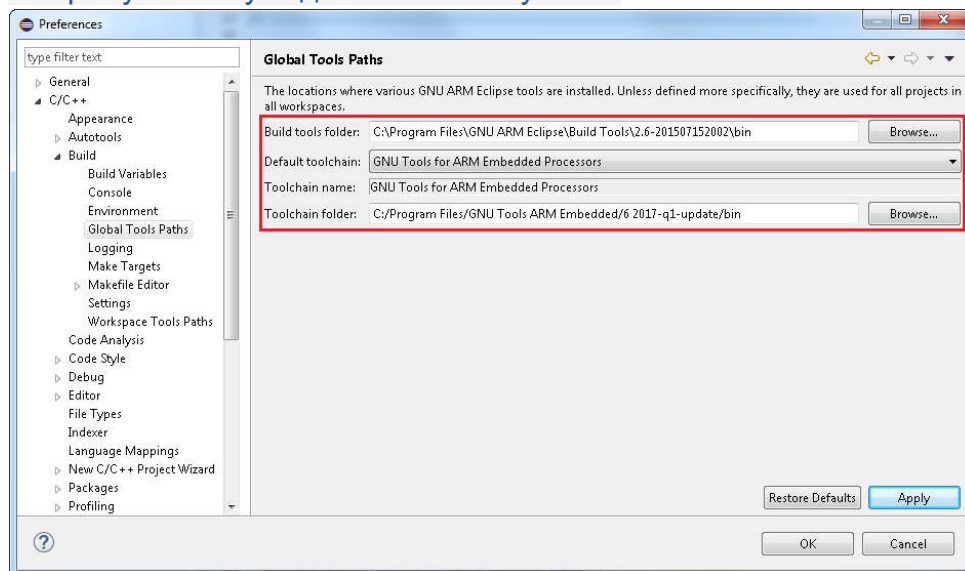 Preferences
type filter text
General
C/C++
Appearance
Autotools
Build
Build Variables
Console
Environment
Global Tools Paths
Logging
Make Targets
Makefile Editor
Settings
Workspace Tools Paths
Code Analysis
Code Style
Debug
Editor
File Types
Indexer
Language Mappings
New C/C++ Project Wizard
Packages
Profiling
Global Tools Paths
The locations where various GNU ARM Eclipse tools are installed. Unless defined more specifically, they are used for all projects in
all workspaces.
Build tools folder: C:\Program Files\GNU ARM Eclipse\Build Tools\2.6-201507152002\bin Browse...
Default toolchain: GNU Tools for ARM Embedded Processors
Toolchain name: GNU Tools for ARM Embedded Processors
Toolchain folder: C:/Program Files/GNU Tools ARM Embedded/6 2017-q1-update/bin Browse...
Restore Defaults Apply
OK Cancel